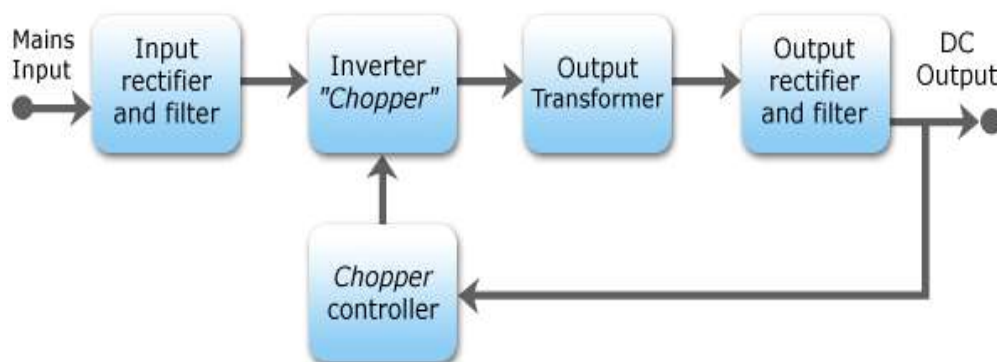 Mains
Input
Input
rectifier
and filter
Inverter
"Chopper"
Output
Transformer
Output
rectifier
and filter
DC
Output
Chopper
controller